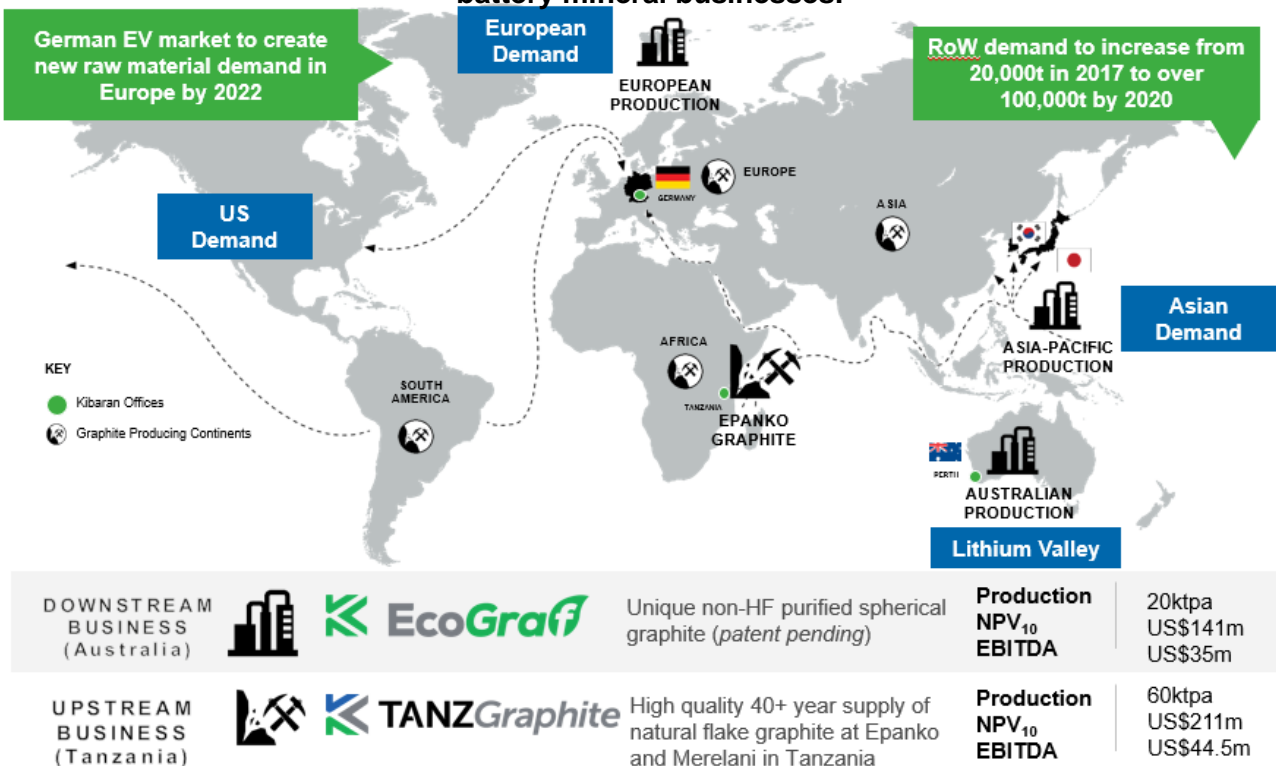 battery mineral businesses.
German EV market to create
new raw material demand in
Europe by 2022
European
Demand
EUROPEAN
PRODUCTION
RoW demand to increase from
20,000t in 2017 to over
100,000t by 2020
US
Demand
GERMANY
EUROPE
ASIA
Asian
Demand
ASIA-PACIFIC
PRODUCTION
KEY
Kibaran Offices
Graphite Producing Continents
SOUTH
AMERICA
AFRICA
TANZANIA
EPANKO
GRAPHITE
PERTH
AUSTRALIAN
PRODUCTION
Lithium Valley
DOWNSTREAM
BUSINESS
(Australia)
EcoGraf
Unique non-HF purified spherical
graphite (patent pending)
Production 20ktpa
NPV10 US$141m
EBITDA US$35m
UPSTREAM
BUSINESS
(Tanzania)
TANZGraphite
High quality 40+ year supply of
natural flake graphite at Epanko
and Merelani in Tanzania
Production 60ktpa
NPV10 US$211m
EBITDA US$44.5m